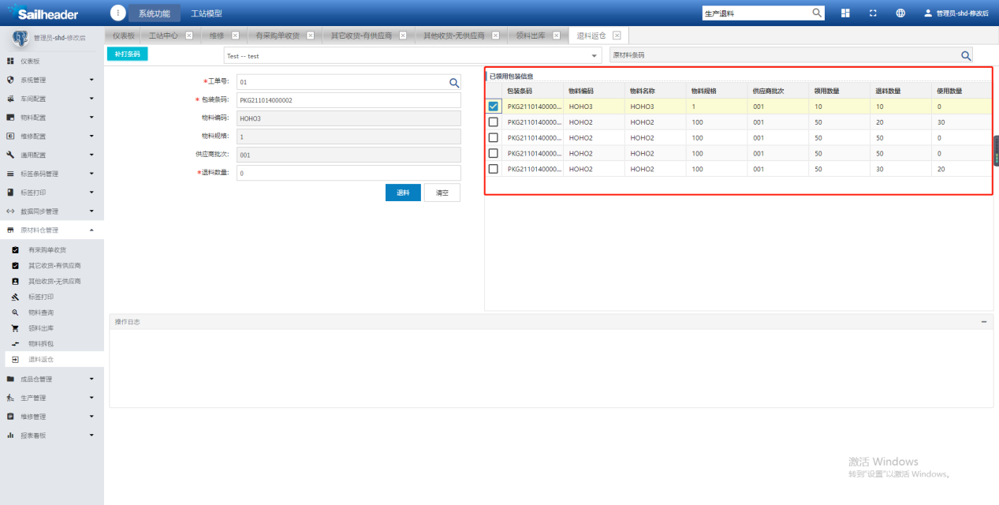 Sailheader
系统功能
工站模型
生产退料
管理员-shd-修改后
管理员-shd-修改后
仪表板
工站中心
维修
有采购单收货
其它收货-有供应商
其他收货-无供应商
领料出库
退料返仓
补打条码
Test -- test
原材料条码
仪表板
系统管理
车间配置
物料配置
维修配置
通用配置
标签条码管理
标签打印
数据同步管理
原材料仓管理
有采购单收货
其它收货-有供应商
其他收货-无供应商
标签打印
物料查询
领料出库
物料拆包
退料返仓
成品仓管理
生产管理
维修管理
报表看板
*工单号: 01
* 包装条码: PKG211014000002
物料编码: HOHO3
物料规格: 1
供应商批次: 001
*退料数量: 0
退料 清空
已领用包装信息
包装条码 物料编码 物料名称 物料规格 供应商批次 领用数量 退料数量 使用数量
PKG2110140000... HOHO3 HOHO3 1 001 10 10 0
PKG2110140000... HOHO2 HOHO2 100 001 50 20 30
PKG2110140000... HOHO2 HOHO2 100 001 50 50 0
PKG2110140000... HOHO2 HOHO2 100 001 50 50 0
PKG2110140000... HOHO2 HOHO2 100 001 50 30 20
操作日志
激活 Windows
转到"设置"以激活 Windows。